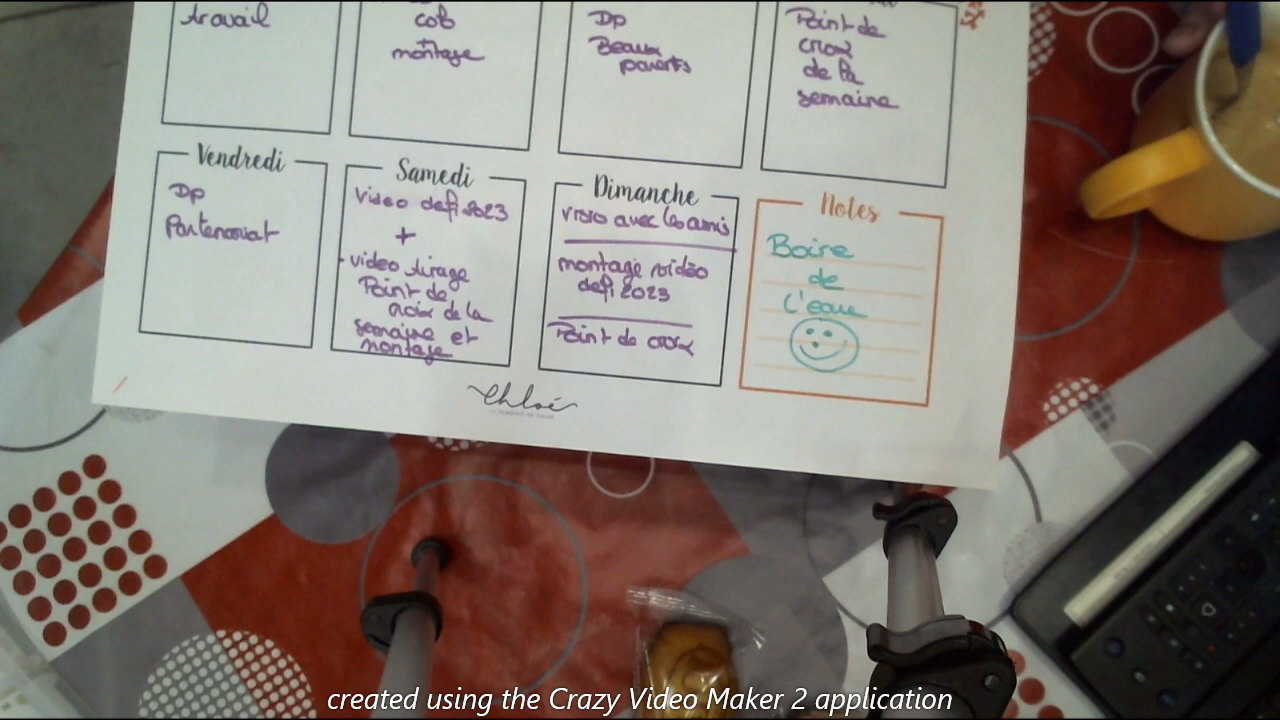 travail
cob
+
montage
Dp
Beaux
parents
Point de
croix
de la
semaine
Vendredi
Dp
Partenariat
Samedi
video defi 2023
+
video tirage
Point de
croix de la
semaine et
montage
Dimanche
visio avec les amis
montage vidéo
defi 2023
Point de croix
Notes
Boire
de
l'eau
Chloé
created using the Crazy Video Maker 2 application